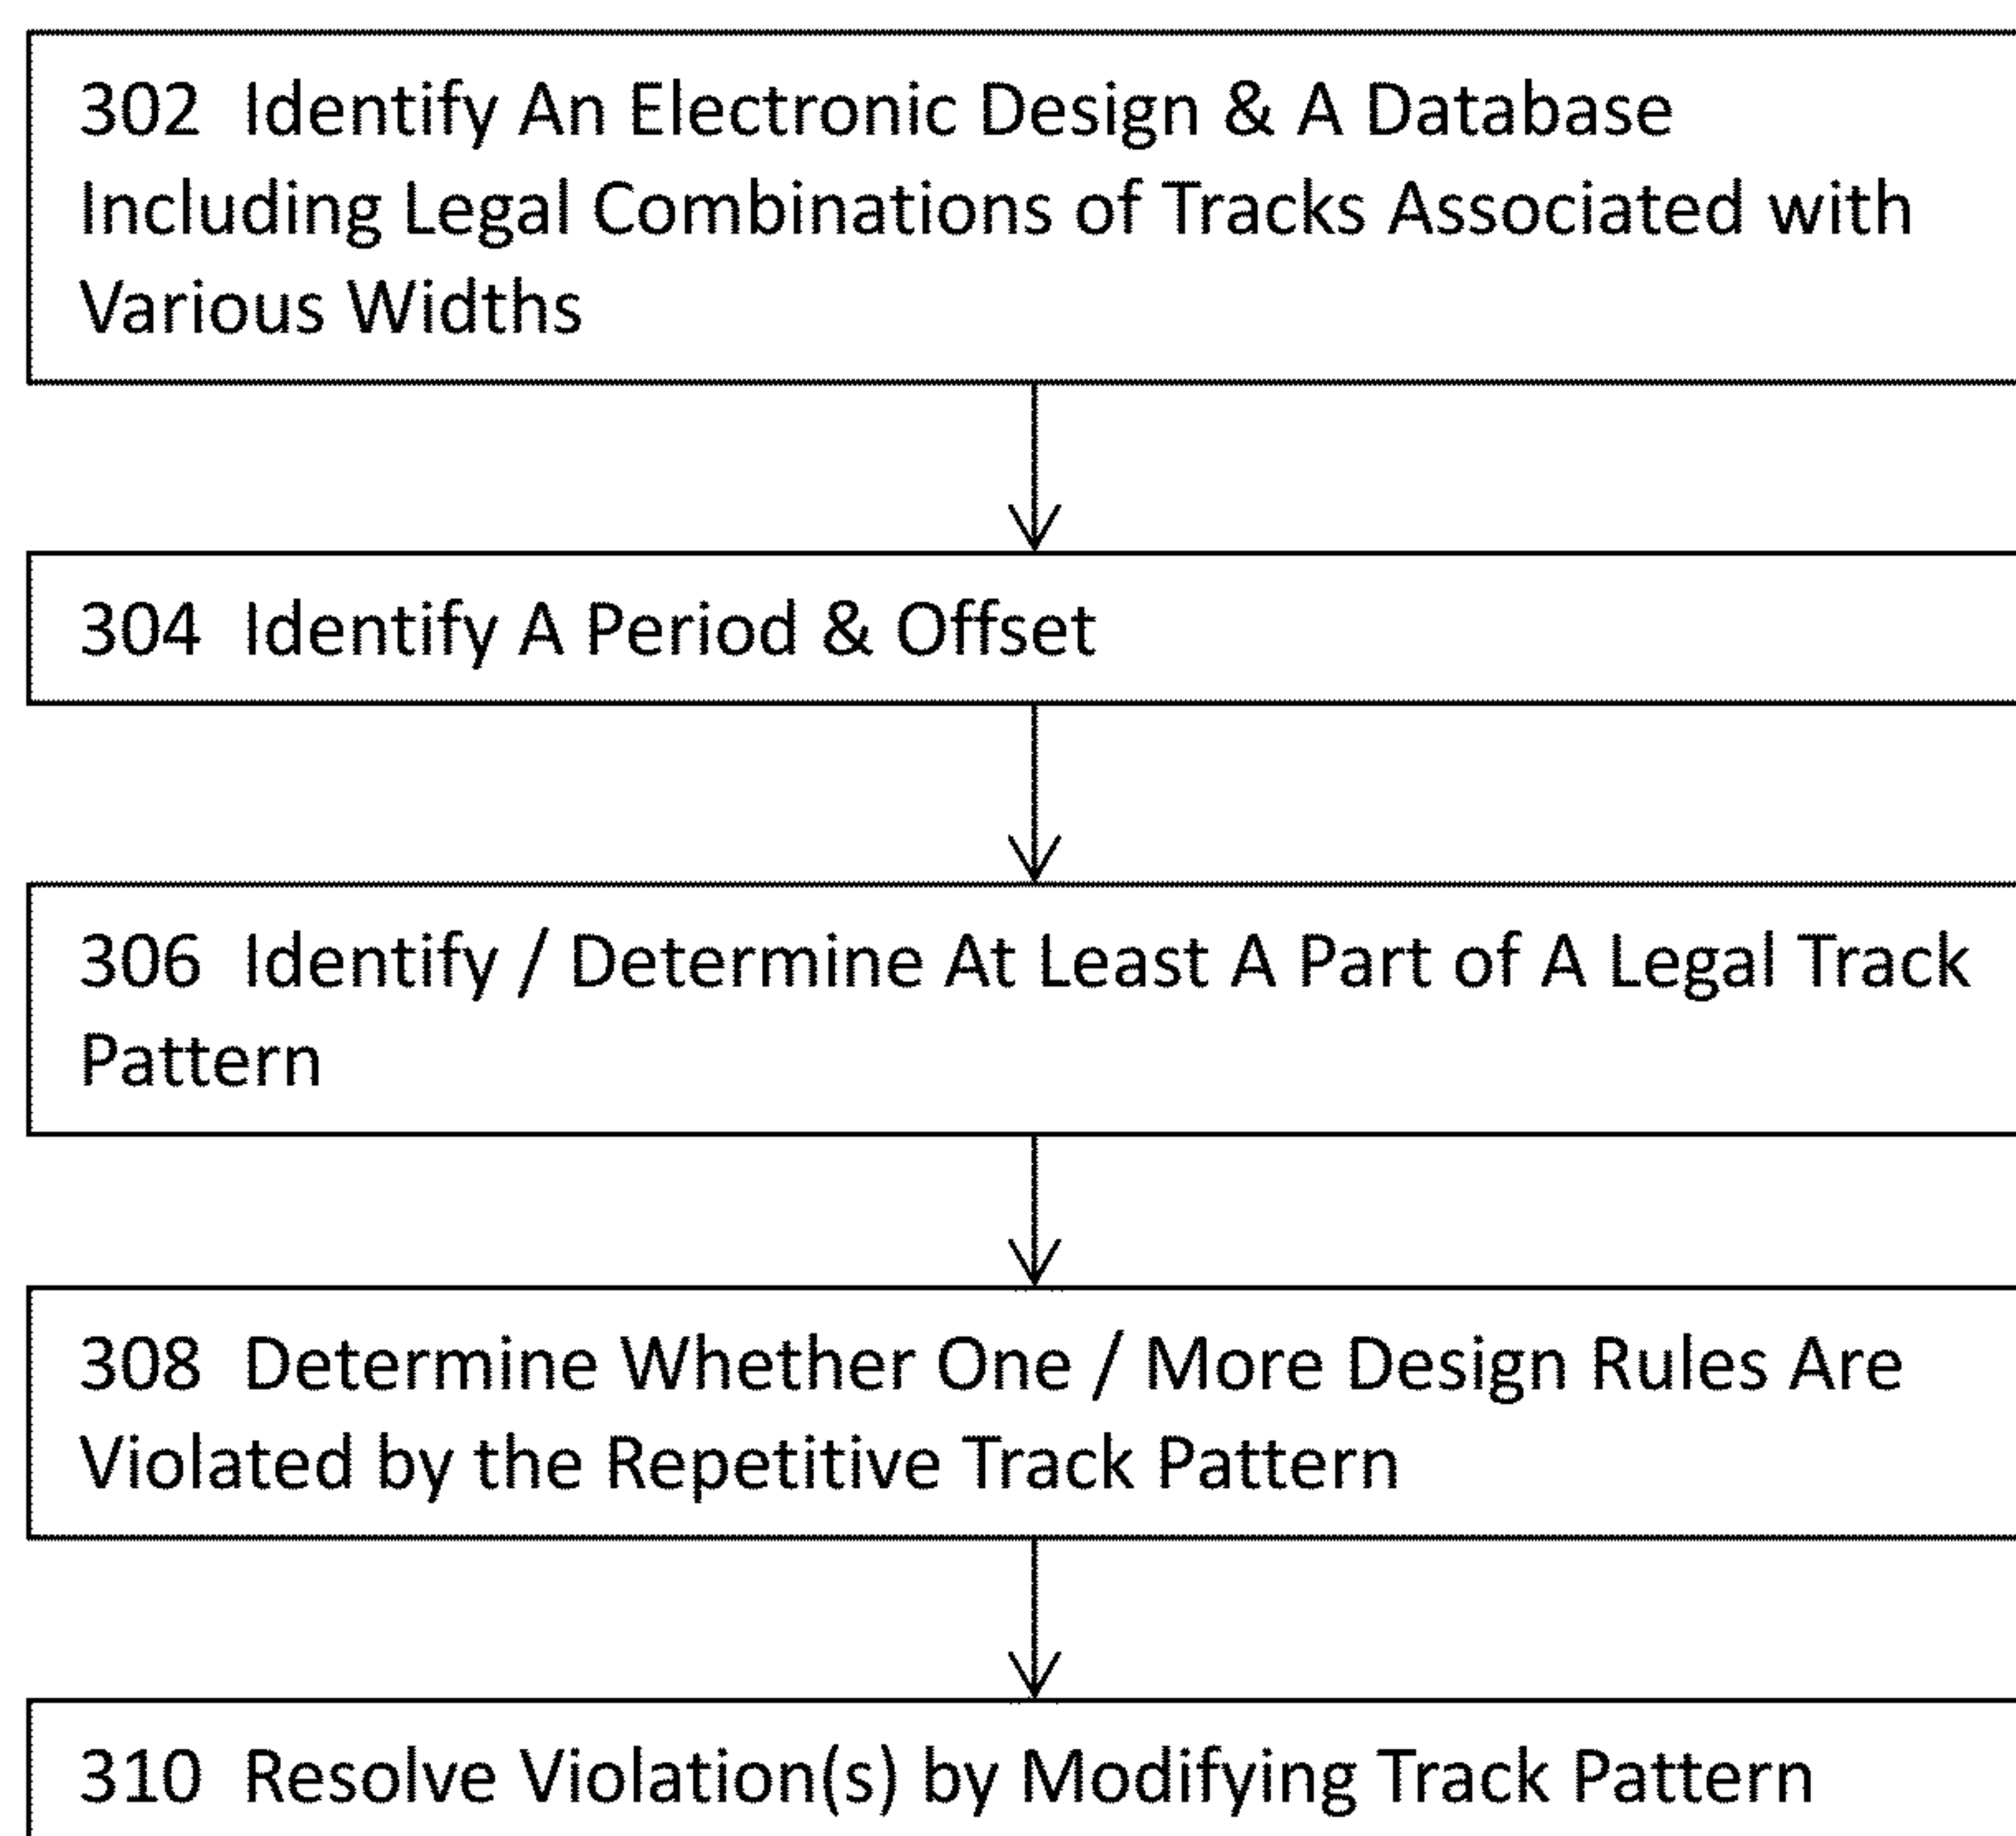 302 Identify An Electronic Design & A Database
Including Legal Combinations of Tracks Associated with
Various Widths
304 Identify A Period & Offset
306 Identify / Determine At Least A Part of A Legal Track
Pattern
308 Determine Whether One / More Design Rules Are
Violated by the Repetitive Track Pattern
310 Resolve Violation(s) by Modifying Track Pattern